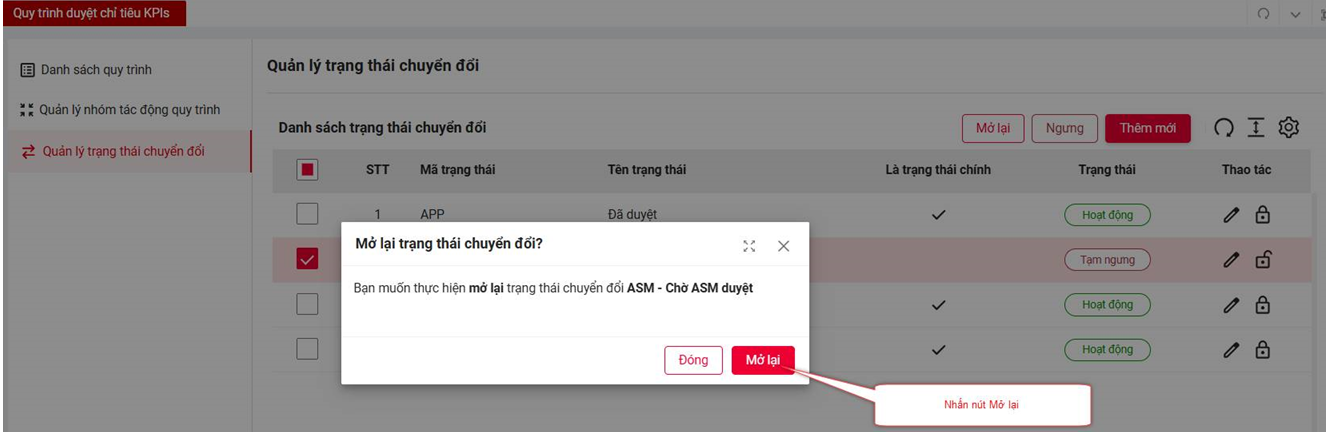 Quy trình duyệt chỉ tiêu KPIs
Danh sách quy trình
Quản lý nhóm tác động quy trình
Quản lý trạng thái chuyển đổi
Quản lý trạng thái chuyển đổi
Danh sách trạng thái chuyển đổi
Mở lại Ngưng Thêm mới
STT Mã trạng thái Tên trạng thái Là trạng thái chính Trạng thái Thao tác
1 APP Đã duyệt Hoạt động
Tạm ngưng
Hoạt động
Hoạt động
Mở lại trạng thái chuyển đổi?
Bạn muốn thực hiện mở lại trạng thái chuyển đổi ASM - Chờ ASM duyệt
Đóng Mở lại
Nhấn nút Mở lại